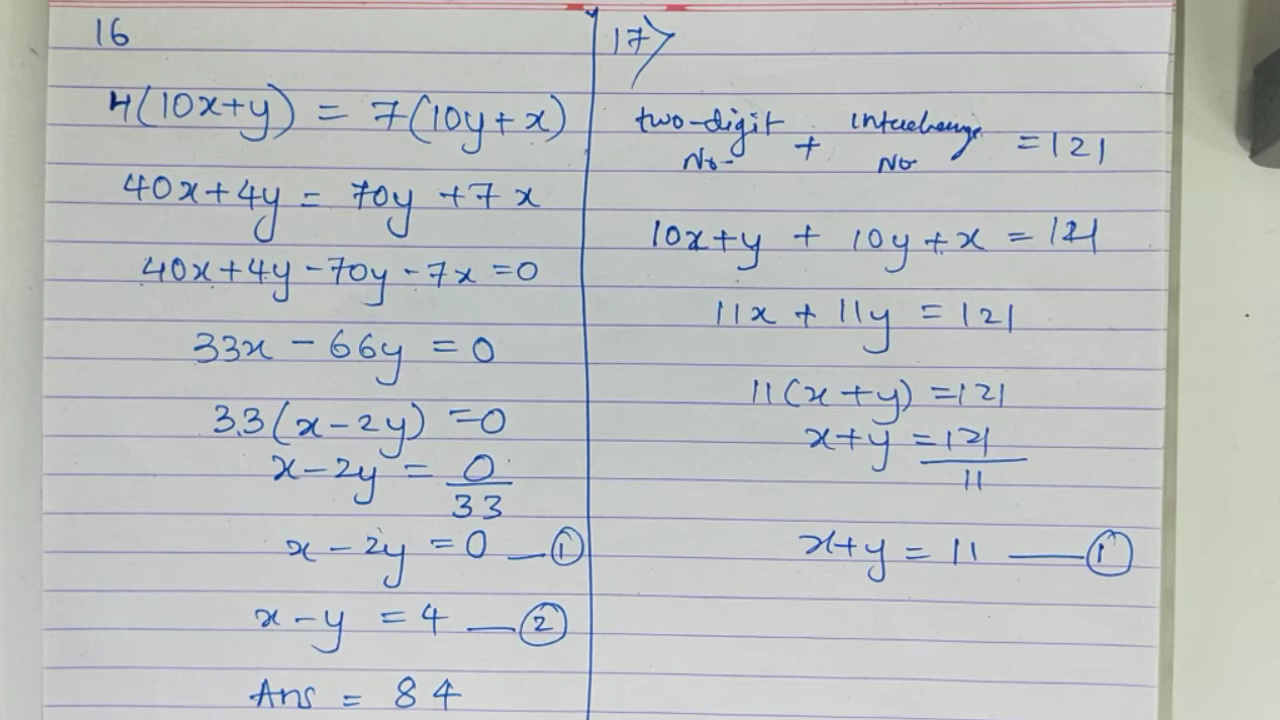 16
4(10x+y) = 7(10y+x)
40x+4y = 70y +7x
40x+4y-70y-7x=0
33x - 66y = 0
33(x-2y) =0
x-2y = 0/33
x-2y = 0 —①
x-y = 4 —②
Ans = 84
17>
two-digit No- + interchange No = 121
10x+y + 10y+x = 121
11x + 11y = 121
11(x+y) =121
x+y = 121/11
x+y = 11 —①